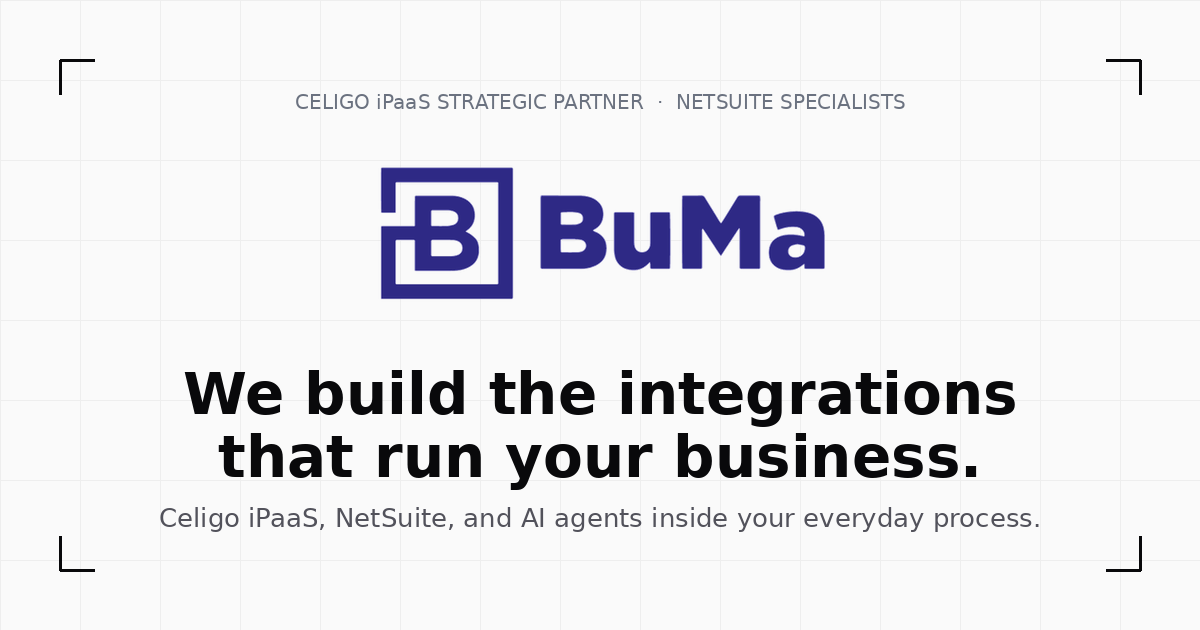 CELIGO iPaaS STRATEGIC PARTNER · NETSUITE SPECIALISTS
B BuMa
We build the integrations
that run your business.
Celigo iPaaS, NetSuite, and AI agents inside your everyday process.